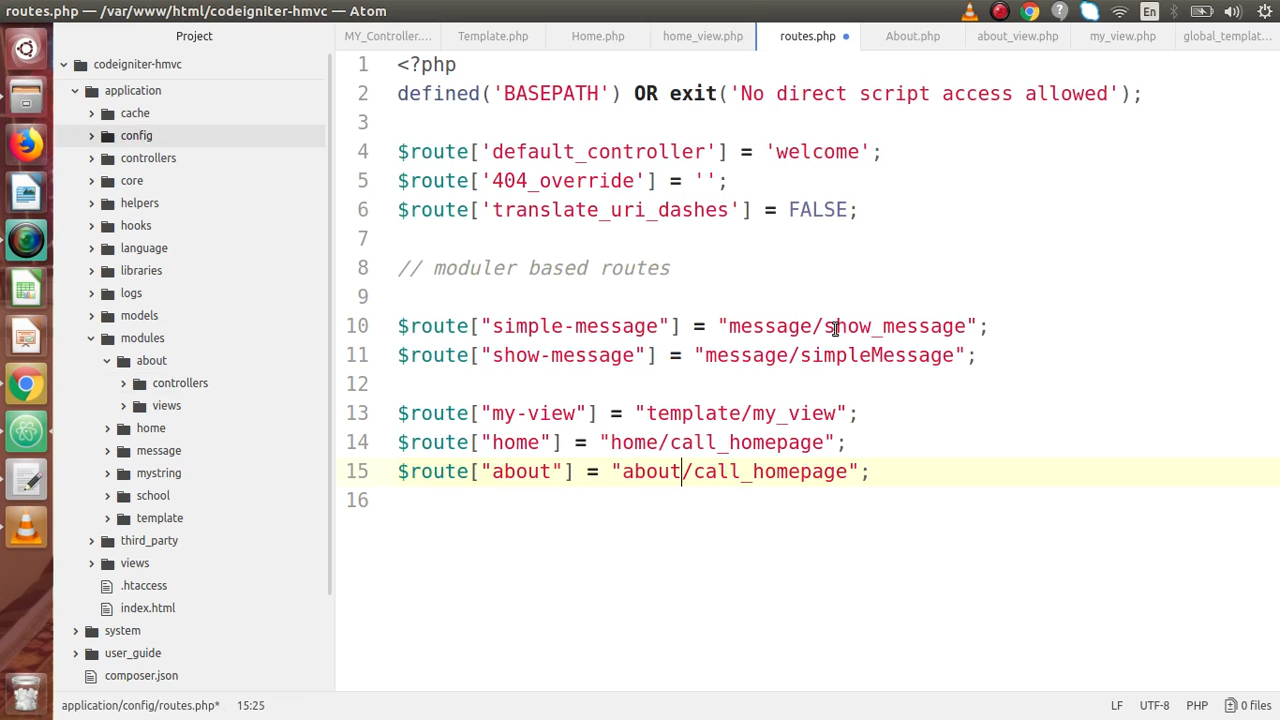 routes.php — /var/www/html/codeigniter-hmvc — Atom
En
Project
MY_Controller....
Template.php
Home.php
home_view.php
routes.php
About.php
about_view.php
my_view.php
global_templat...
codeigniter-hmvc
application
cache
config
controllers
core
helpers
hooks
language
libraries
logs
models
modules
about
controllers
views
home
message
mystring
school
template
third_party
views
.htaccess
index.html
system
user_guide
composer.json
1 <?php
2 defined('BASEPATH') OR exit('No direct script access allowed');
3
4 $route['default_controller'] = 'welcome';
5 $route['404_override'] = '';
6 $route['translate_uri_dashes'] = FALSE;
7
8 // moduler based routes
9
10 $route["simple-message"] = "message/show_message";
11 $route["show-message"] = "message/simpleMessage";
12
13 $route["my-view"] = "template/my_view";
14 $route["home"] = "home/call_homepage";
15 $route["about"] = "about/call_homepage";
16
application/config/routes.php* 15:25
LF UTF-8 PHP 0 files